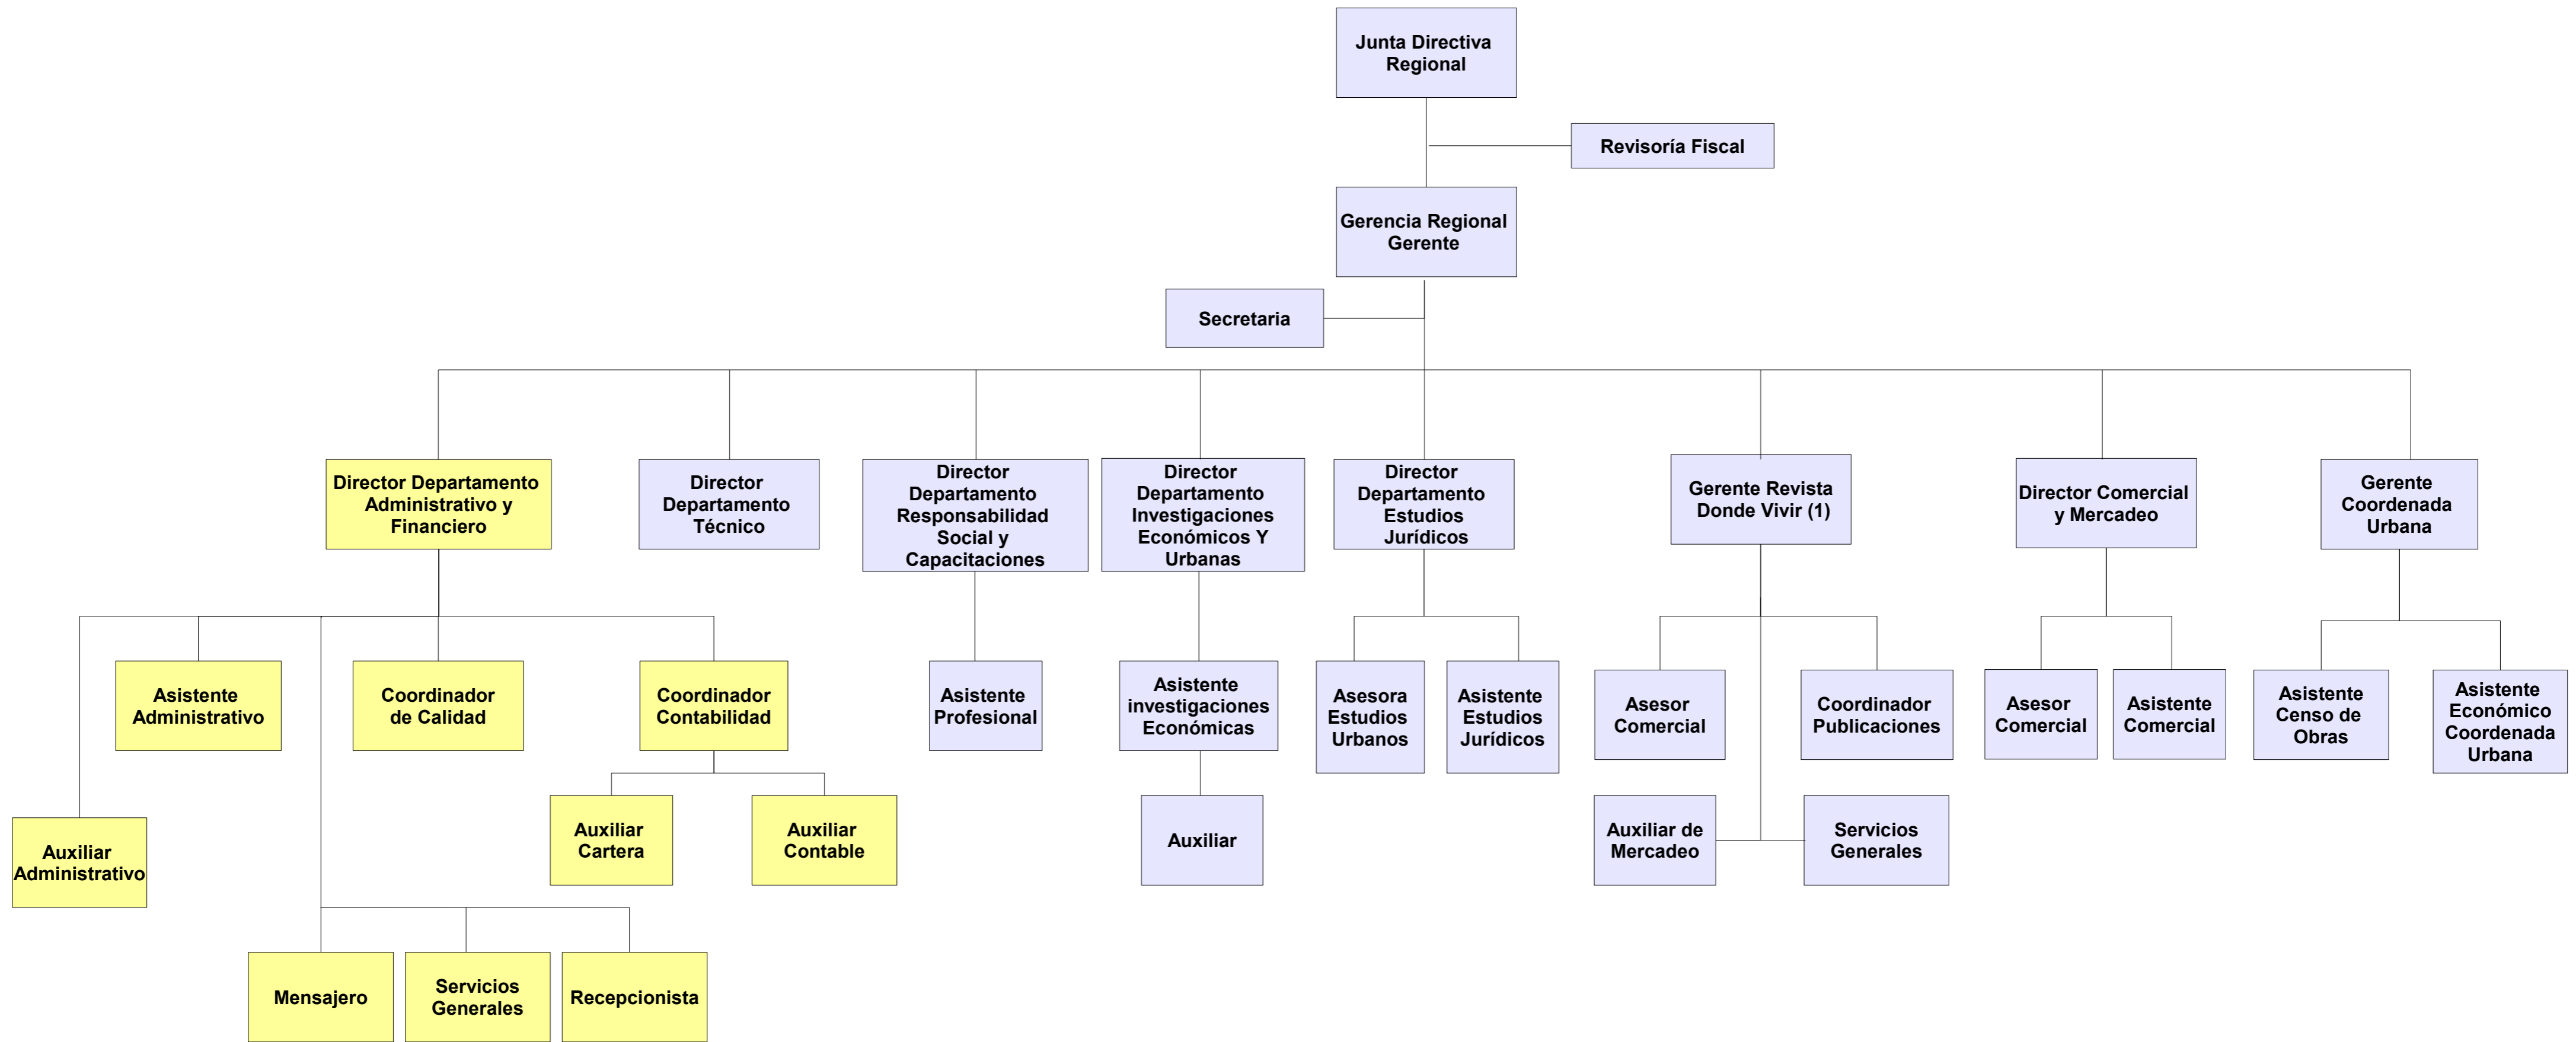 Junta Directiva
Regional
Revisoría Fiscal
Gerencia Regional
Gerente
Secretaria
Director Departamento
Administrativo y
Financiero
Director
Departamento
Técnico
Director
Departamento
Responsabilidad
Social y
Capacitaciones
Director
Departamento
Investigaciones
Económicos Y
Urbanas
Director
Departamento
Estudios
Jurídicos
Gerente Revista
Donde Vivir (1)
Director Comercial
y Mercadeo
Gerente
Coordenada
Urbana
Asistente
Administrativo
Coordinador
de Calidad
Coordinador
Contabilidad
Asistente
Profesional
Asistente
investigaciones
Económicas
Asesora
Estudios
Urbanos
Asistente
Estudios
Jurídicos
Asesor
Comercial
Coordinador
Publicaciones
Asesor
Comercial
Asistente
Comercial
Asistente
Censo de
Obras
Asistente
Económico
Coordenada
Urbana
Auxiliar
Administrativo
Auxiliar
Cartera
Auxiliar
Contable
Auxiliar
Auxiliar de
Mercadeo
Servicios
Generales
Mensajero
Servicios
Generales
Recepcionista